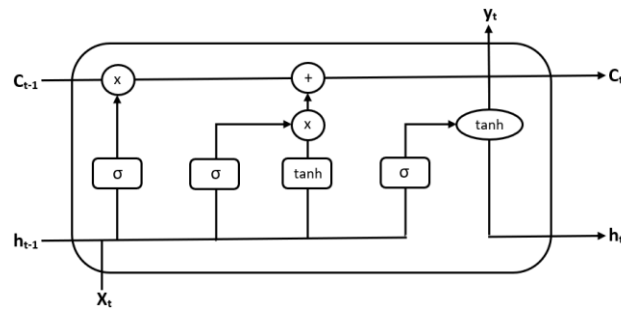 yₜ
Cₜ₋₁ x + Cₜ
x tanh
σ σ tanh σ
hₜ₋₁ hₜ
Xₜ